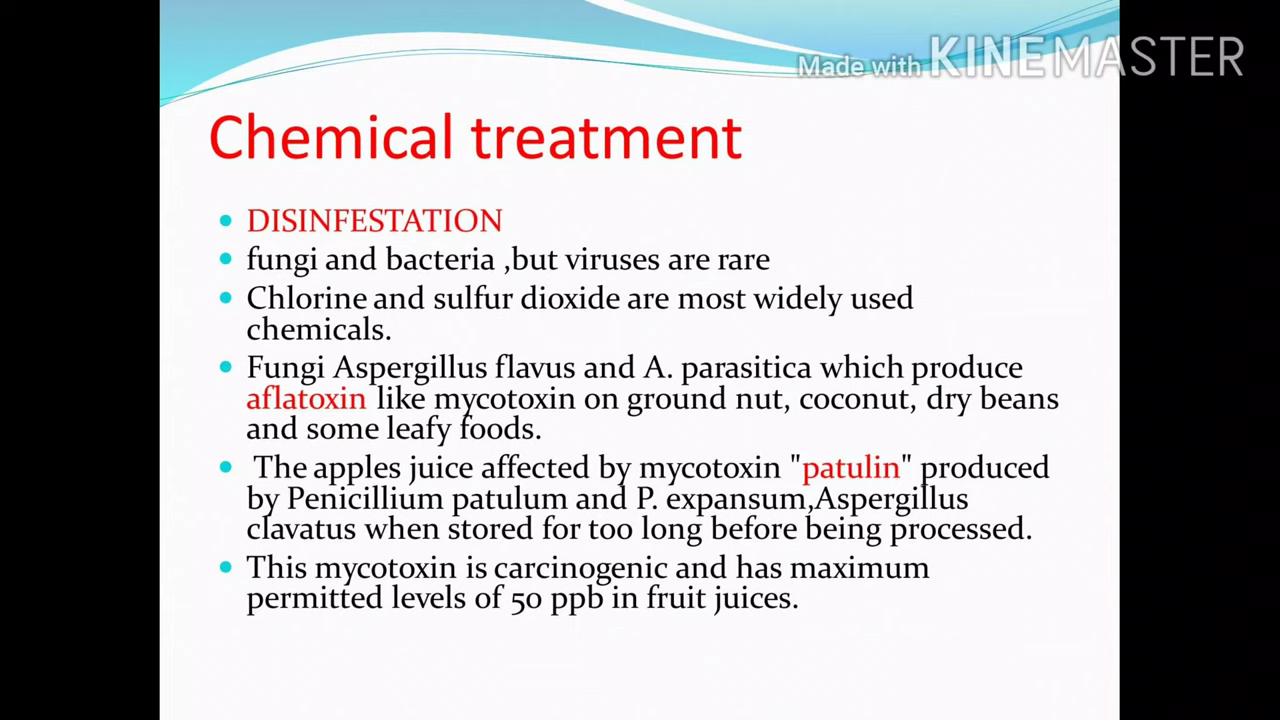 Made with KINEMASTER
Chemical treatment
DISINFESTATION
fungi and bacteria ,but viruses are rare
Chlorine and sulfur dioxide are most widely used
chemicals.
Fungi Aspergillus flavus and A. parasitica which produce
aflatoxin like mycotoxin on ground nut, coconut, dry beans
and some leafy foods.
The apples juice affected by mycotoxin "patulin" produced
by Penicillium patulum and P. expansum,Aspergillus
clavatus when stored for too long before being processed.
This mycotoxin is carcinogenic and has maximum
permitted levels of 50 ppb in fruit juices.